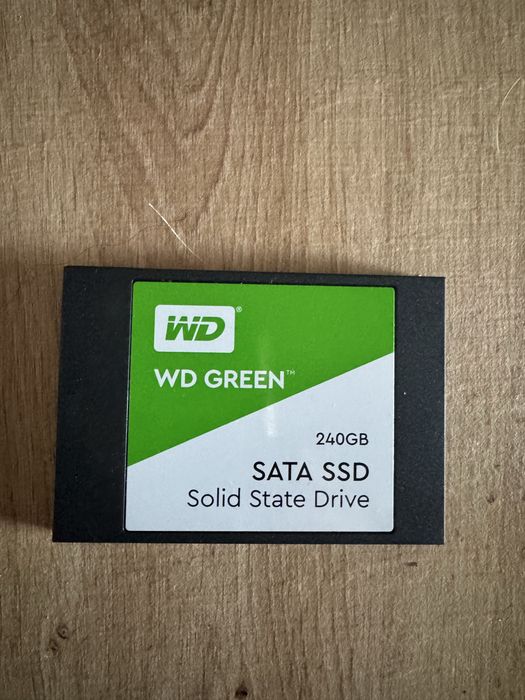 WD®
WD GREEN™
240GB
SATA SSD
Solid State Drive